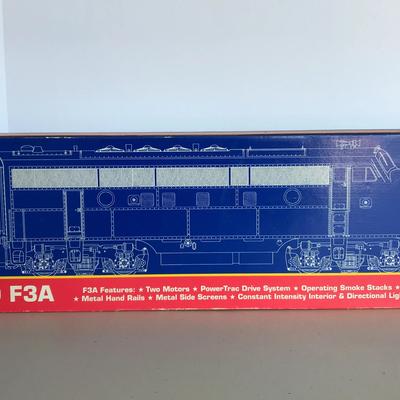 F3A
F3A Features: ★ Two Motors ★ PowerTrac Drive System ★ Operating Smoke Stacks ★
★ Metal Hand Rails ★ Metal Side Screens ★ Constant Intensity Interior & Directional Ligh